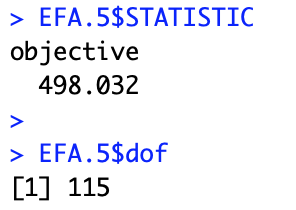 > EFA.5$STATISTIC
objective
498.032
>
> EFA.5$dof
[1] 115